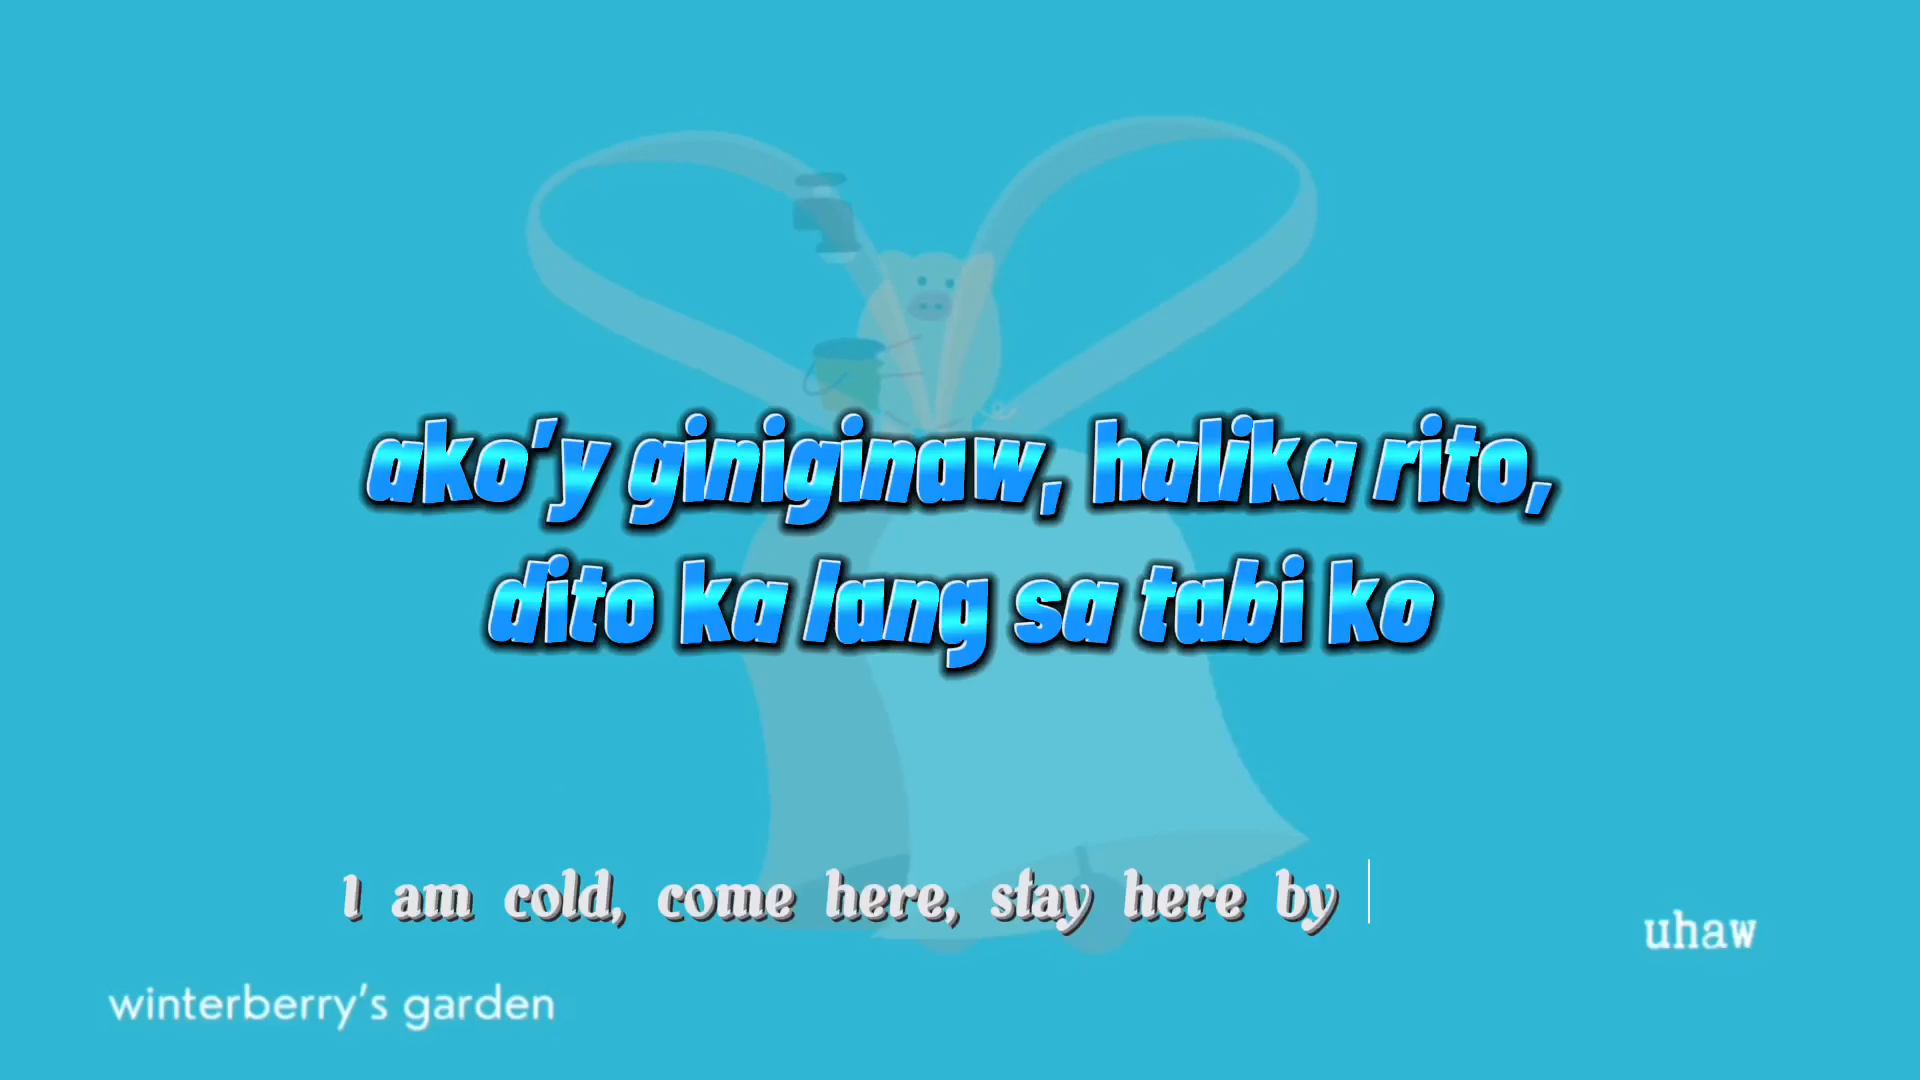 ako'y giniginaw, halika rito,
dito ka lang sa tabi ko
I am cold, come here, stay here by
uhaw
winterberry's garden